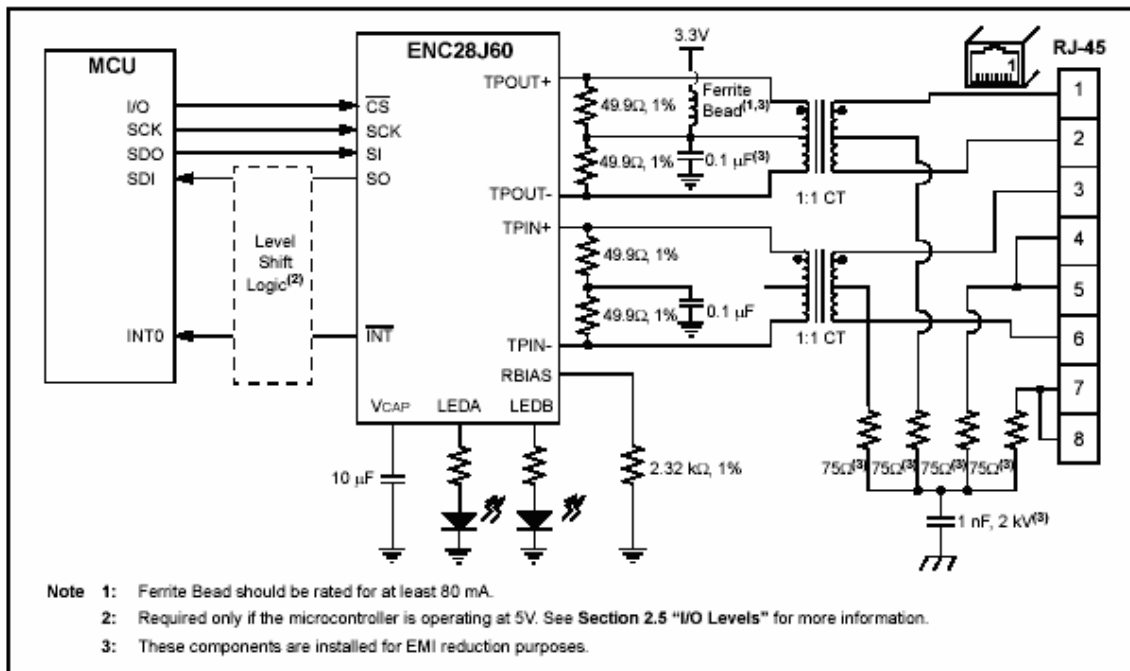 MCU
I/O
SCK
SDO
SDI
INT0
Level
Shift
Logic(2)
ENC28J60
CS
SCK
SI
SO
INT
TPOUT+
TPOUT-
TPIN+
TPIN-
RBIAS
VCAP
LEDA
LEDB
10 µF
2.32 kΩ, 1%
3.3V
Ferrite
Bead(1,3)
49.9Ω, 1%
49.9Ω, 1%
0.1 µF(3)
1:1 CT
49.9Ω, 1%
49.9Ω, 1%
0.1 µF
1:1 CT
1
RJ-45
1
2
3
4
5
6
7
8
75Ω(3)
75Ω(3)
75Ω(3)
75Ω(3)
1 nF, 2 kV(3)
Note 1: Ferrite Bead should be rated for at least 80 mA.
2: Required only if the microcontroller is operating at 5V. See Section 2.5 “I/O Levels” for more information.
3: These components are installed for EMI reduction purposes.